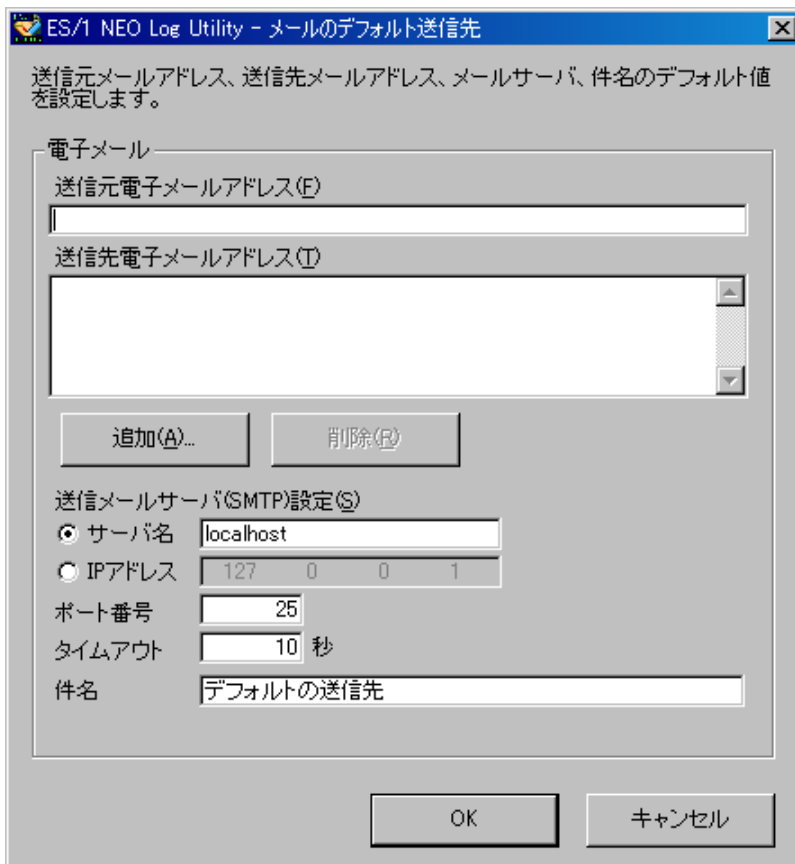 ES/1 NEO Log Utility - メールのデフォルト送信先
送信元メールアドレス、送信先メールアドレス、メールサーバ、件名のデフォルト値
を設定します。
電子メール
送信元電子メールアドレス(F)
送信先電子メールアドレス(T)
追加(A)...
削除(R)
送信メールサーバ(SMTP)設定(S)
サーバ名 localhost
IPアドレス 127 0 0 1
ポート番号 25
タイムアウト 10 秒
件名 デフォルトの送信先
OK キャンセル